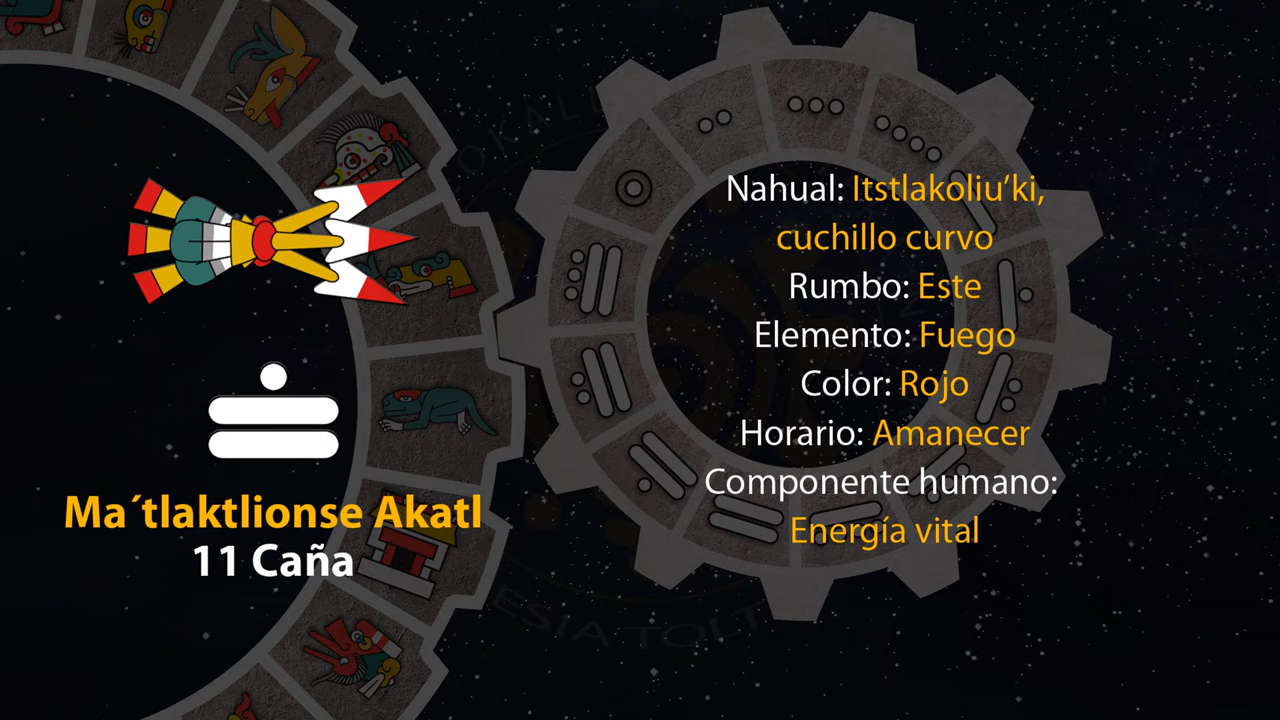 Ma´tlaktlionse Akatl
11 Caña
Nahual: Itstlakoliu’ki,
cuchillo curvo
Rumbo: Este
Elemento: Fuego
Color: Rojo
Horario: Amanecer
Componente humano:
Energía vital